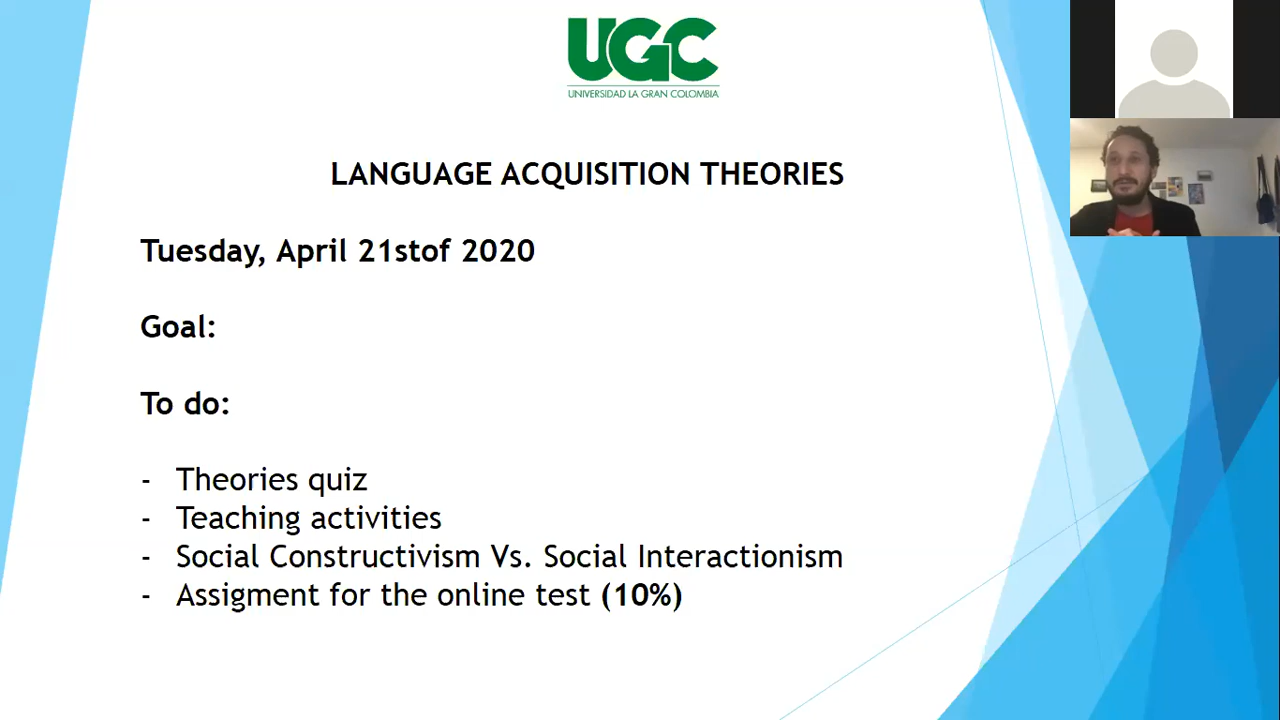 UGC
UNIVERSIDAD LA GRAN COLOMBIA
LANGUAGE ACQUISITION THEORIES
Tuesday, April 21stof 2020
Goal:
To do:
- Theories quiz
- Teaching activities
- Social Constructivism Vs. Social Interactionism
- Assigment for the online test (10%)